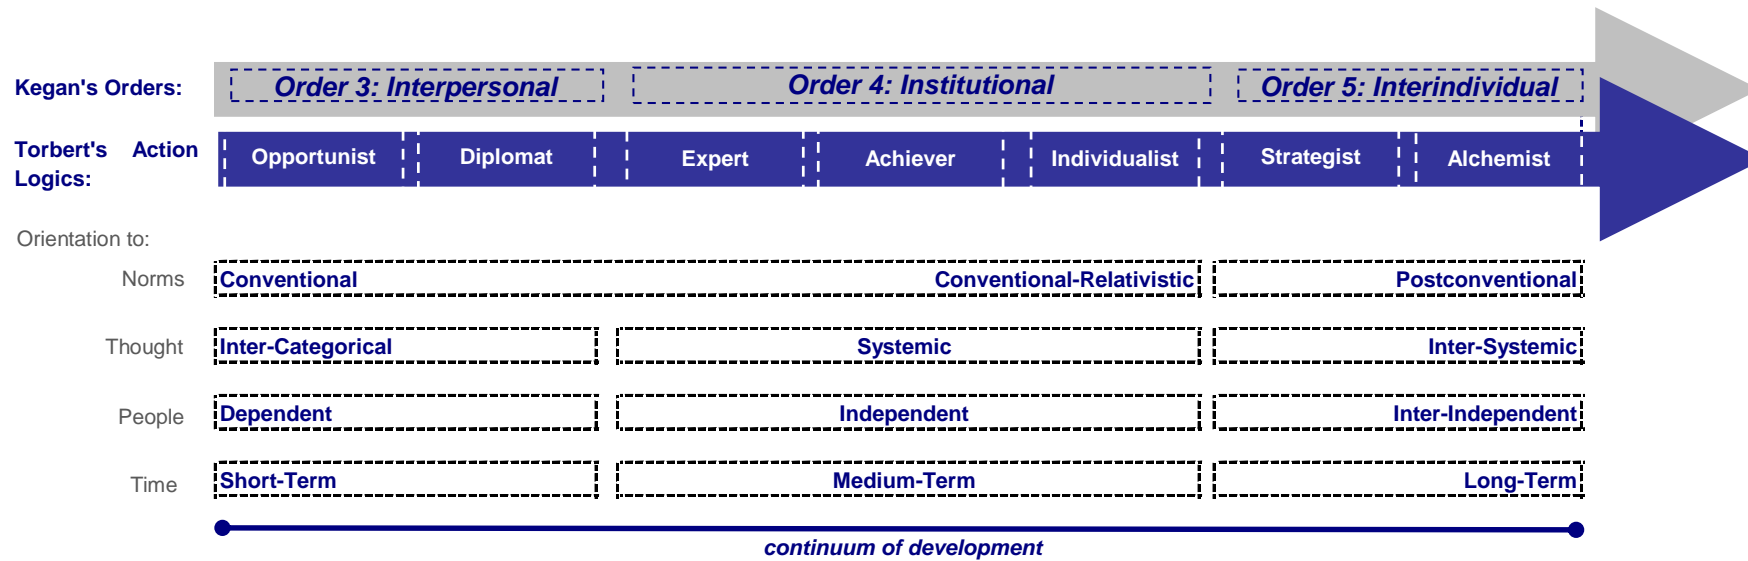 Kegan's Orders: Order 3: Interpersonal Order 4: Institutional Order 5: Interindividual
Torbert's Action
Logics:
Opportunist Diplomat Expert Achiever Individualist Strategist Alchemist
Orientation to:
Norms Conventional Conventional-Relativistic Postconventional
Thought Inter-Categorical Systemic Inter-Systemic
People Dependent Independent Inter-Independent
Time Short-Term Medium-Term Long-Term
continuum of development